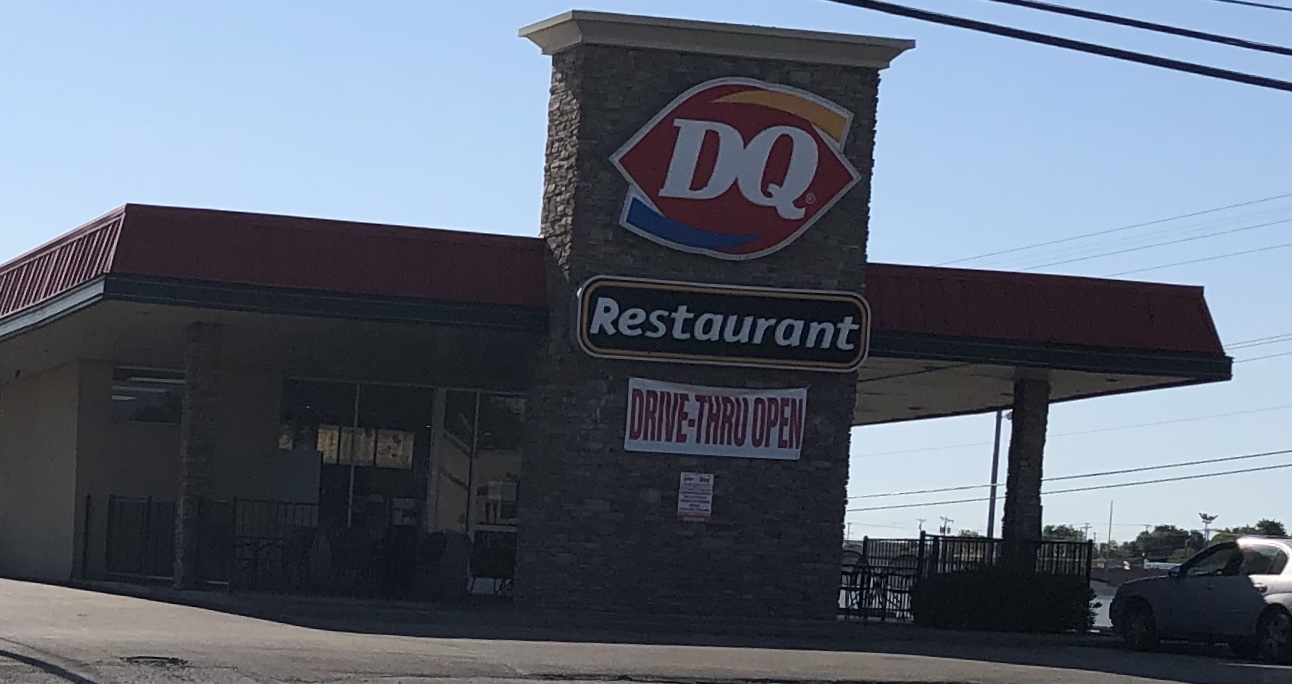 DQ®
Restaurant
DRIVE-THRU OPEN